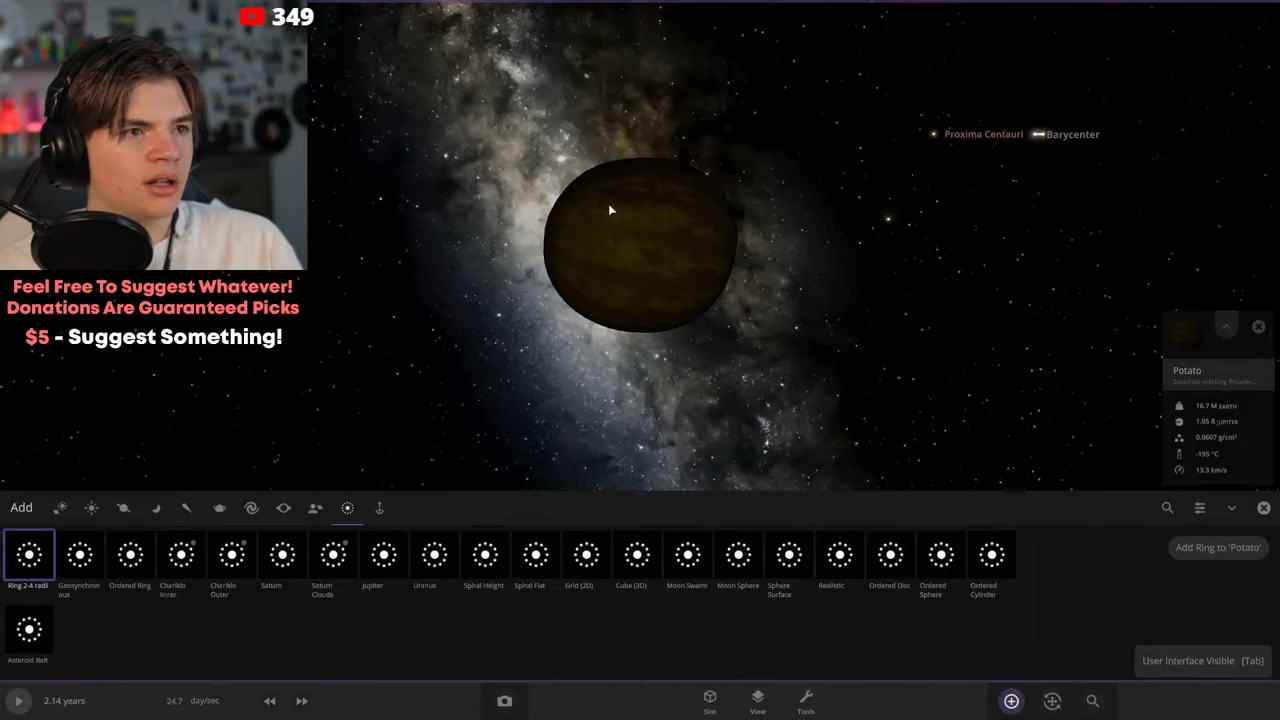 349
Feel Free To Suggest Whatever!
Donations Are Guaranteed Picks
$5 - Suggest Something!
Proxima Centauri
Barycenter
Potato
Satellite orbiting Proxim...
16.7 M EARTH
1.05 R JUPITER
0.0607 g/cm³
-195 °C
13.3 km/s
Add
Add Ring to 'Potato'
Ring 2-4 radii
Geosynchronous
Ordered Ring
Chariklo Inner
Chariklo Outer
Saturn
Saturn Clouds
Jupiter
Uranus
Spiral Height
Spiral Flat
Grid (2D)
Cube (3D)
Moon Swarm
Moon Sphere
Sphere Surface
Realistic
Ordered Disc
Ordered Sphere
Ordered Cylinder
Asteroid Belt
User Interface Visible [Tab]
2.14 years
24.7 day/sec
Sim
View
Tools